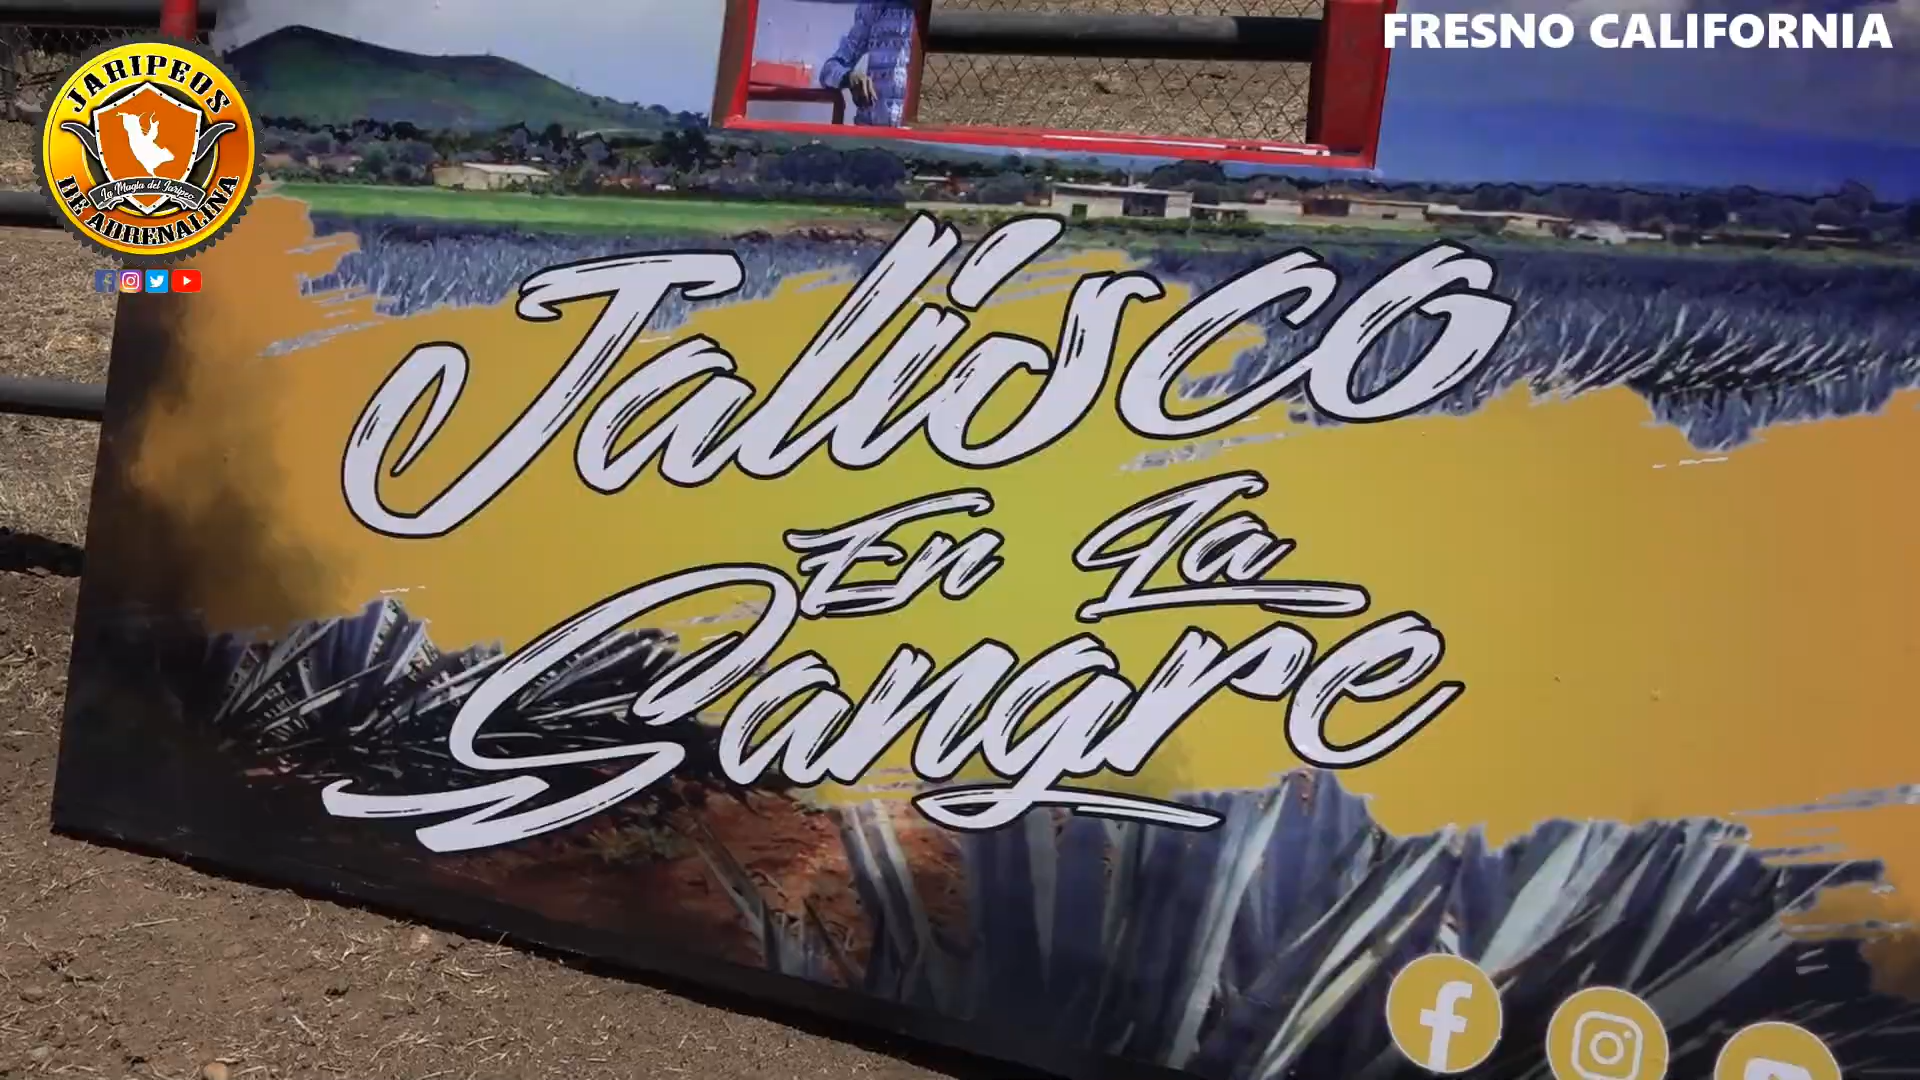 FRESNO CALIFORNIA
JARIPEOS
La Magia del Jaripeo
DE ADRENALINA
Jalisco
En La
Sangre